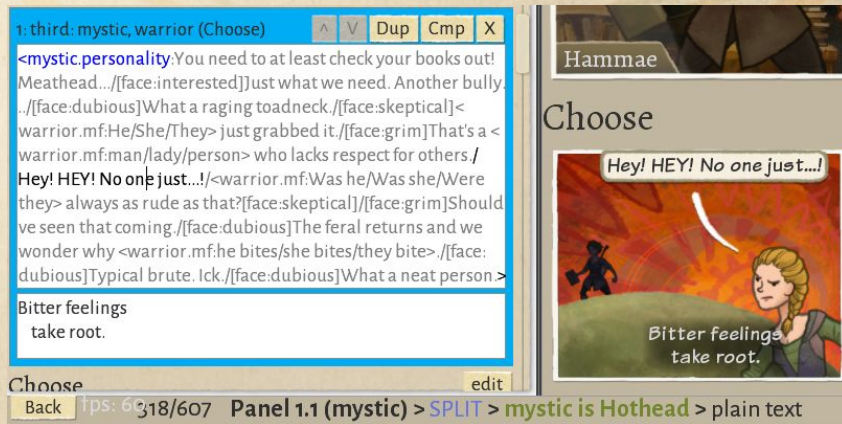 1: third: mystic, warrior (Choose)
^ V Dup Cmp X
<mystic.personality:You need to at least check your books out!
Meathead.../[face:interested]Just what we need. Another bully.
../[face:dubious]What a raging toadneck./[face:skeptical]<
warrior.mf:He/She/They> just grabbed it./[face:grim]That's a <
warrior.mf:man/lady/person> who lacks respect for others./
Hey! HEY! No one just...!/<warrior.mf:Was he/Was she/Were
they> always as rude as that?[face:skeptical]/[face:grim]Should
've seen that coming./[face:dubious]The feral returns and we
wonder why <warrior.mf:he bites/she bites/they bite>./[face:
dubious]Typical brute. Ick./[face:dubious]What a neat person.>
Bitter feelings
take root.
Choose
edit
Back
fps: 60
318/607
Panel 1.1 (mystic) > SPLIT > mystic is Hothead > plain text
Hammae
Choose
Hey! HEY! No one just...!
Bitter feelings
take root.